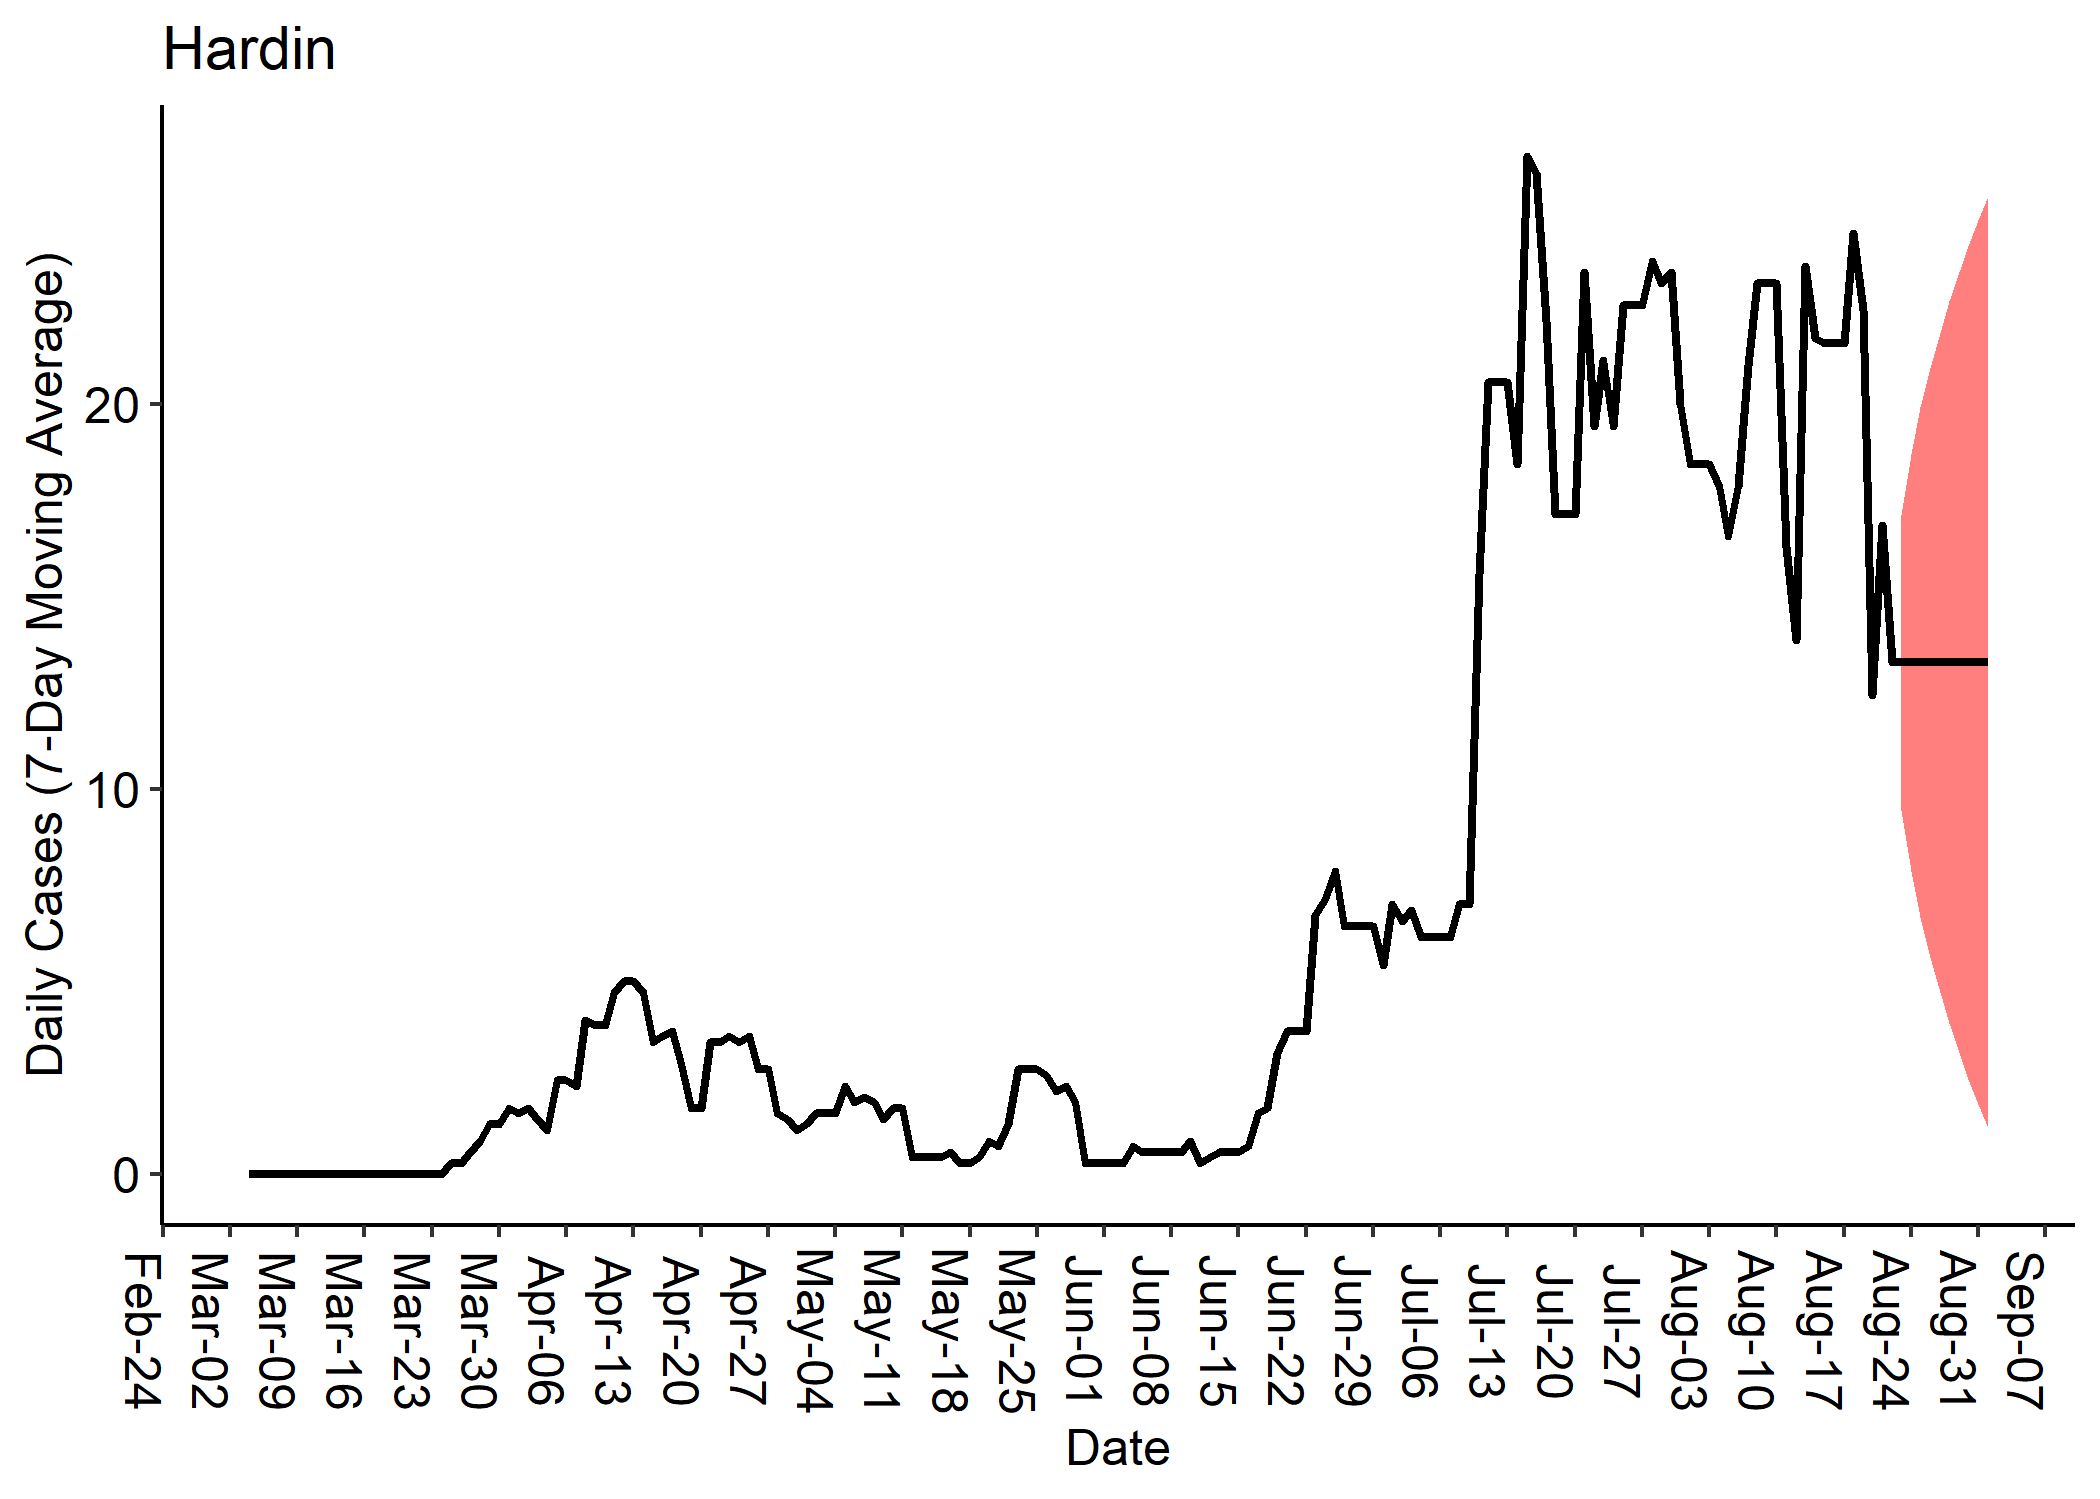 Hardin
Daily Cases (7-Day Moving Average)
20
10
0
Feb-24
Mar-02
Mar-09
Mar-16
Mar-23
Mar-30
Apr-06
Apr-13
Apr-20
Apr-27
May-04
May-11
May-18
May-25
Jun-01
Jun-08
Jun-15
Jun-22
Jun-29
Jul-06
Jul-13
Jul-20
Jul-27
Aug-03
Aug-10
Aug-17
Aug-24
Aug-31
Sep-07
Date